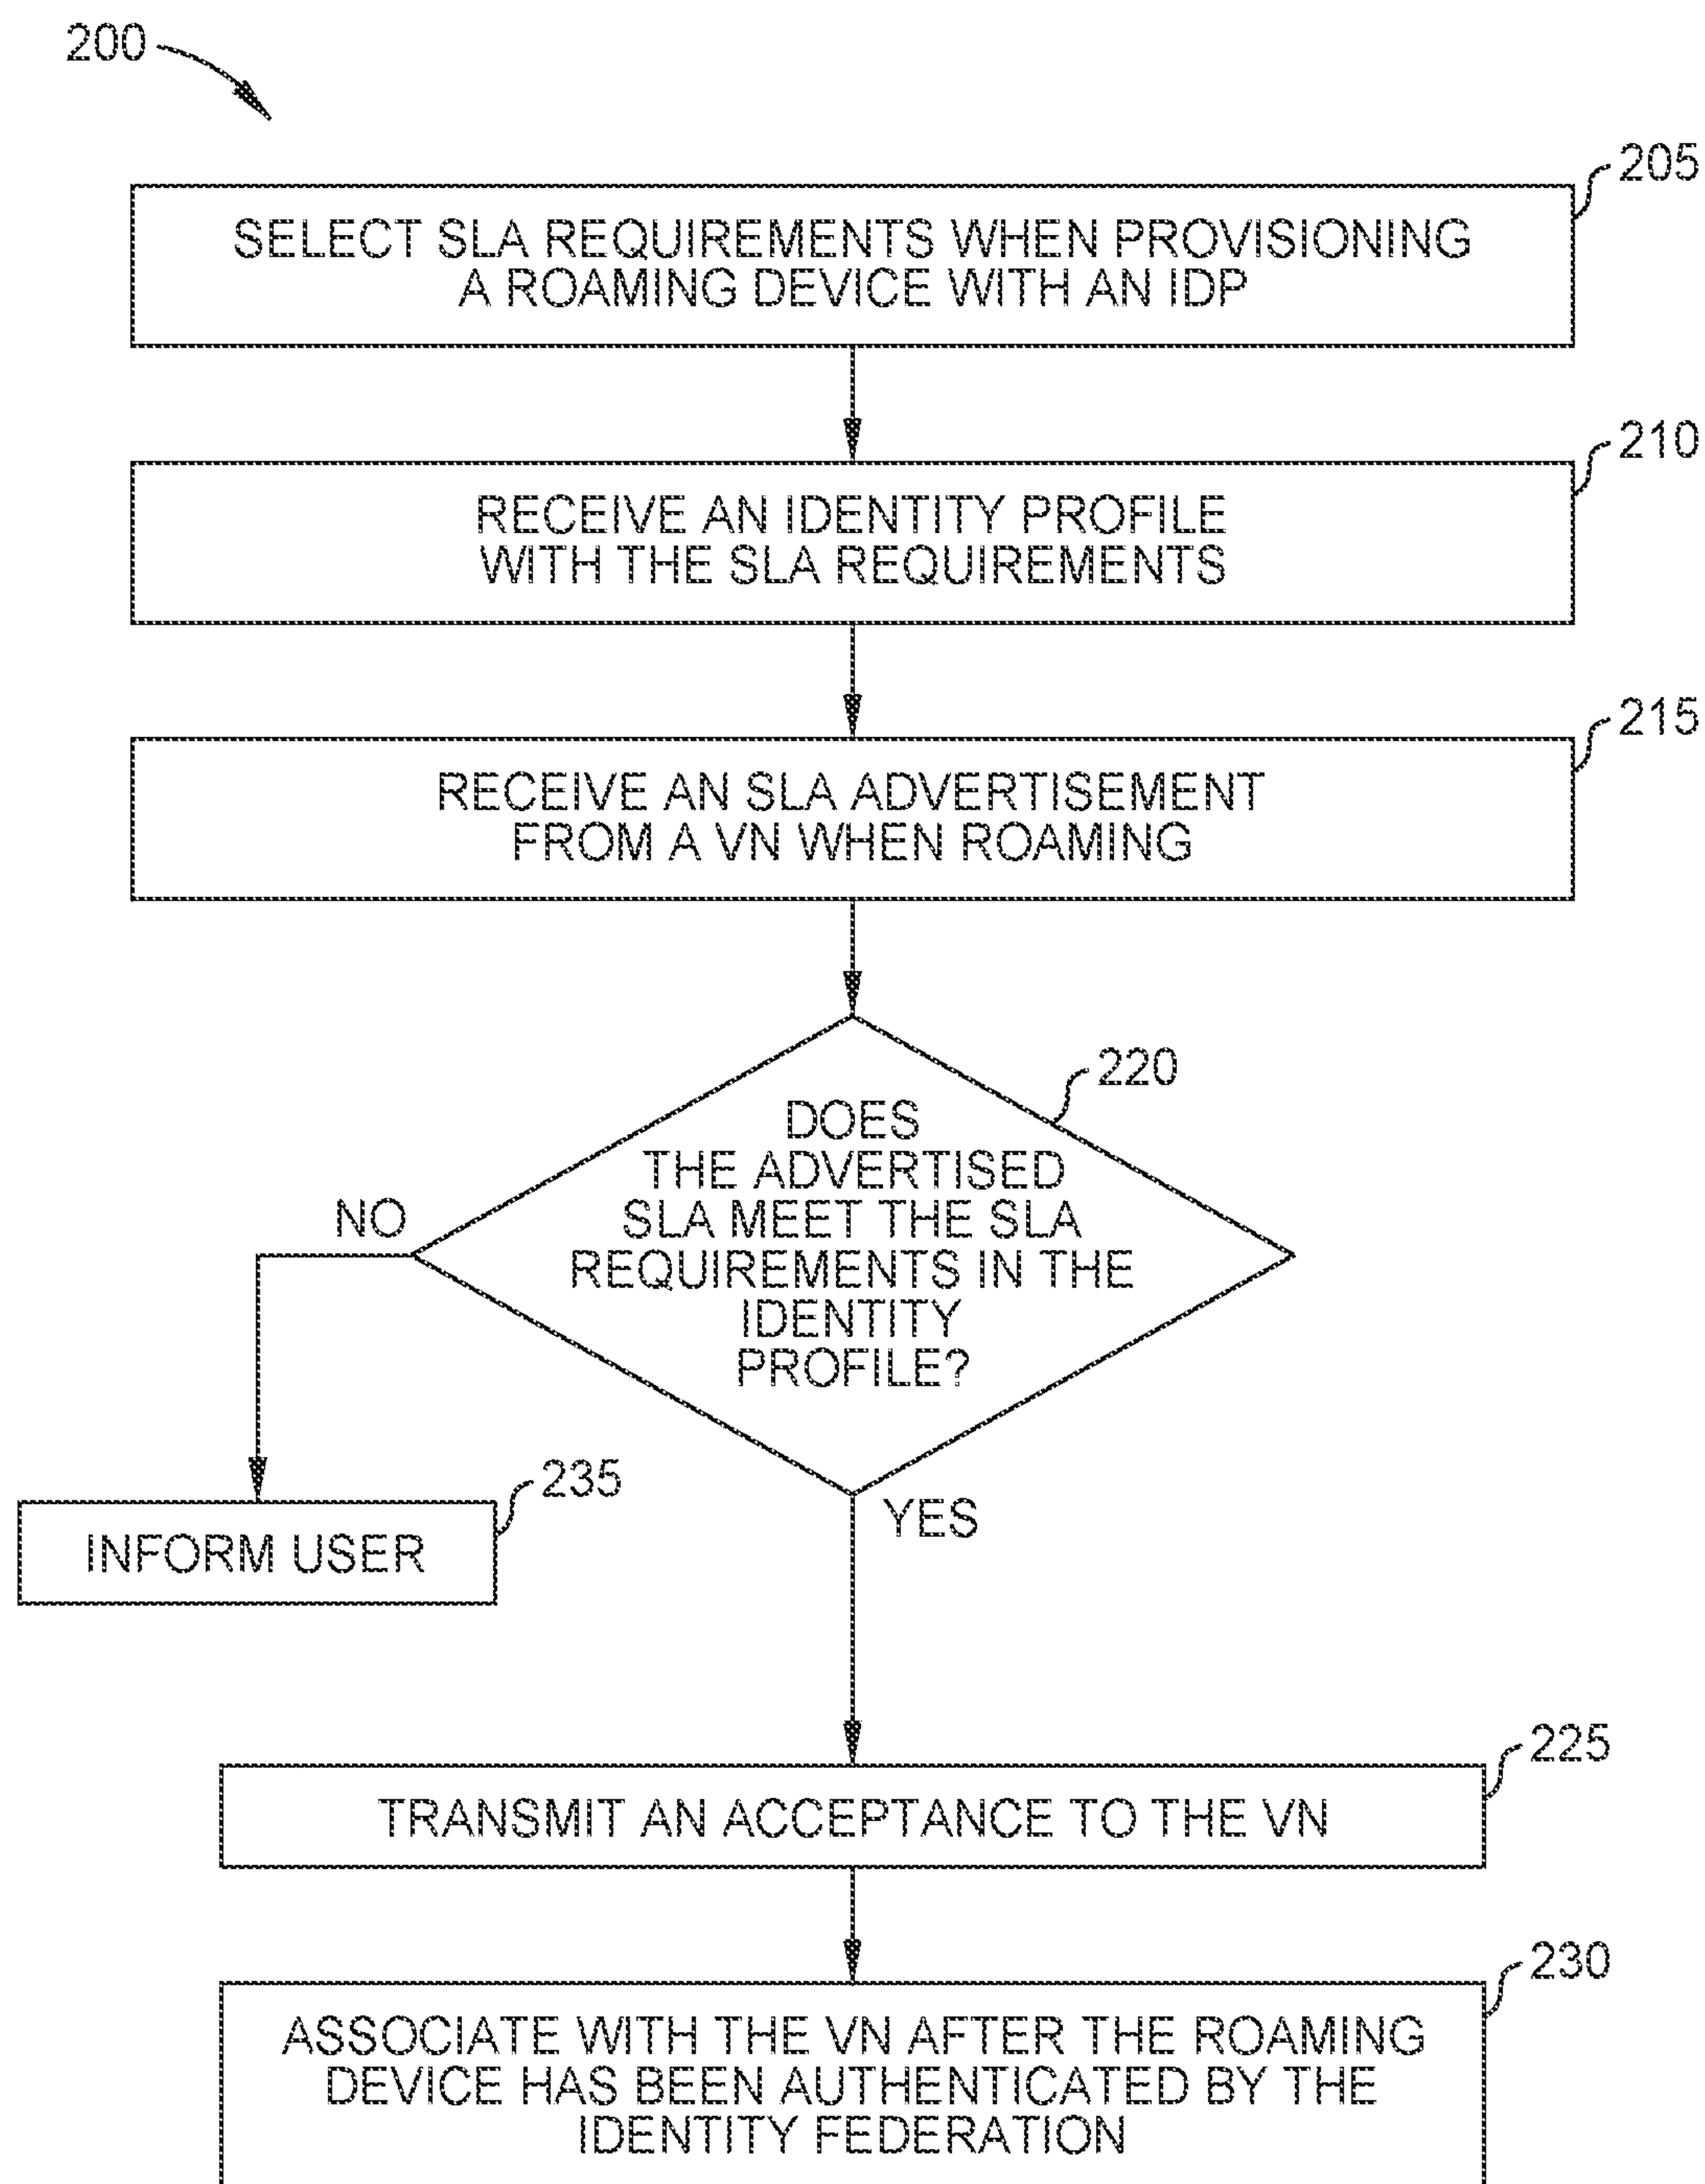 200
205
SELECT SLA REQUIREMENTS WHEN PROVISIONING
A ROAMING DEVICE WITH AN IDP
210
RECEIVE AN IDENTITY PROFILE
WITH THE SLA REQUIREMENTS
215
RECEIVE AN SLA ADVERTISEMENT
FROM A VN WHEN ROAMING
220
DOES
THE ADVERTISED
SLA MEET THE SLA
REQUIREMENTS IN THE
IDENTITY
PROFILE?
NO
YES
235
INFORM USER
225
TRANSMIT AN ACCEPTANCE TO THE VN
230
ASSOCIATE WITH THE VN AFTER THE ROAMING
DEVICE HAS BEEN AUTHENTICATED BY THE
IDENTITY FEDERATION